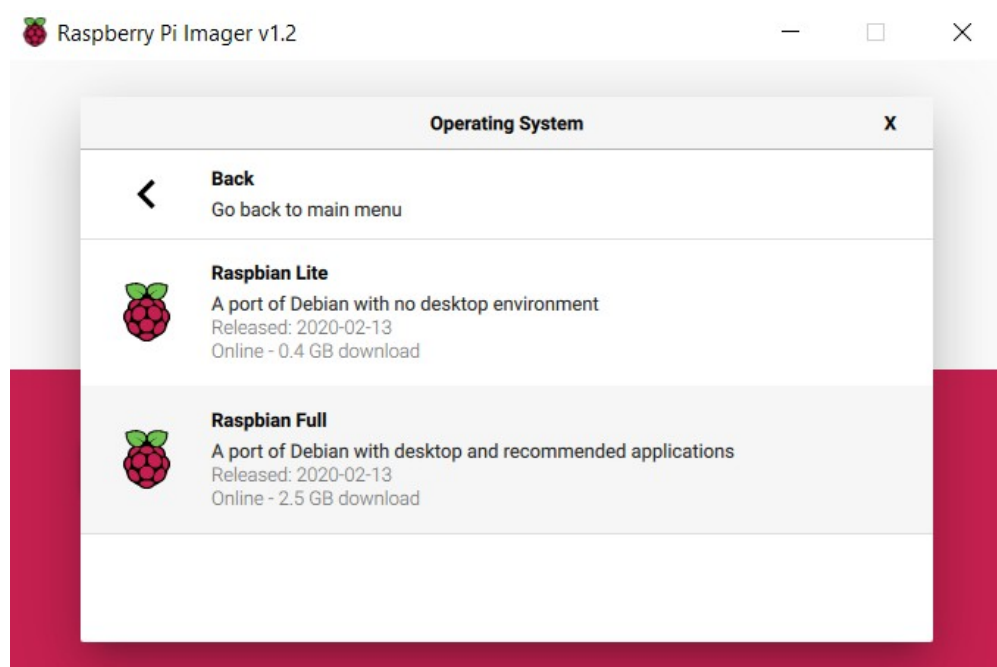 Raspberry Pi Imager v1.2
Operating System X
Back
Go back to main menu
Raspbian Lite
A port of Debian with no desktop environment
Released: 2020-02-13
Online - 0.4 GB download
Raspbian Full
A port of Debian with desktop and recommended applications
Released: 2020-02-13
Online - 2.5 GB download